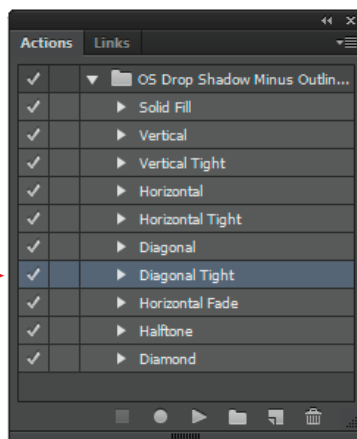 Actions Links
OS Drop Shadow Minus Outlin...
Solid Fill
Vertical
Vertical Tight
Horizontal
Horizontal Tight
Diagonal
Diagonal Tight
Horizontal Fade
Halftone
Diamond